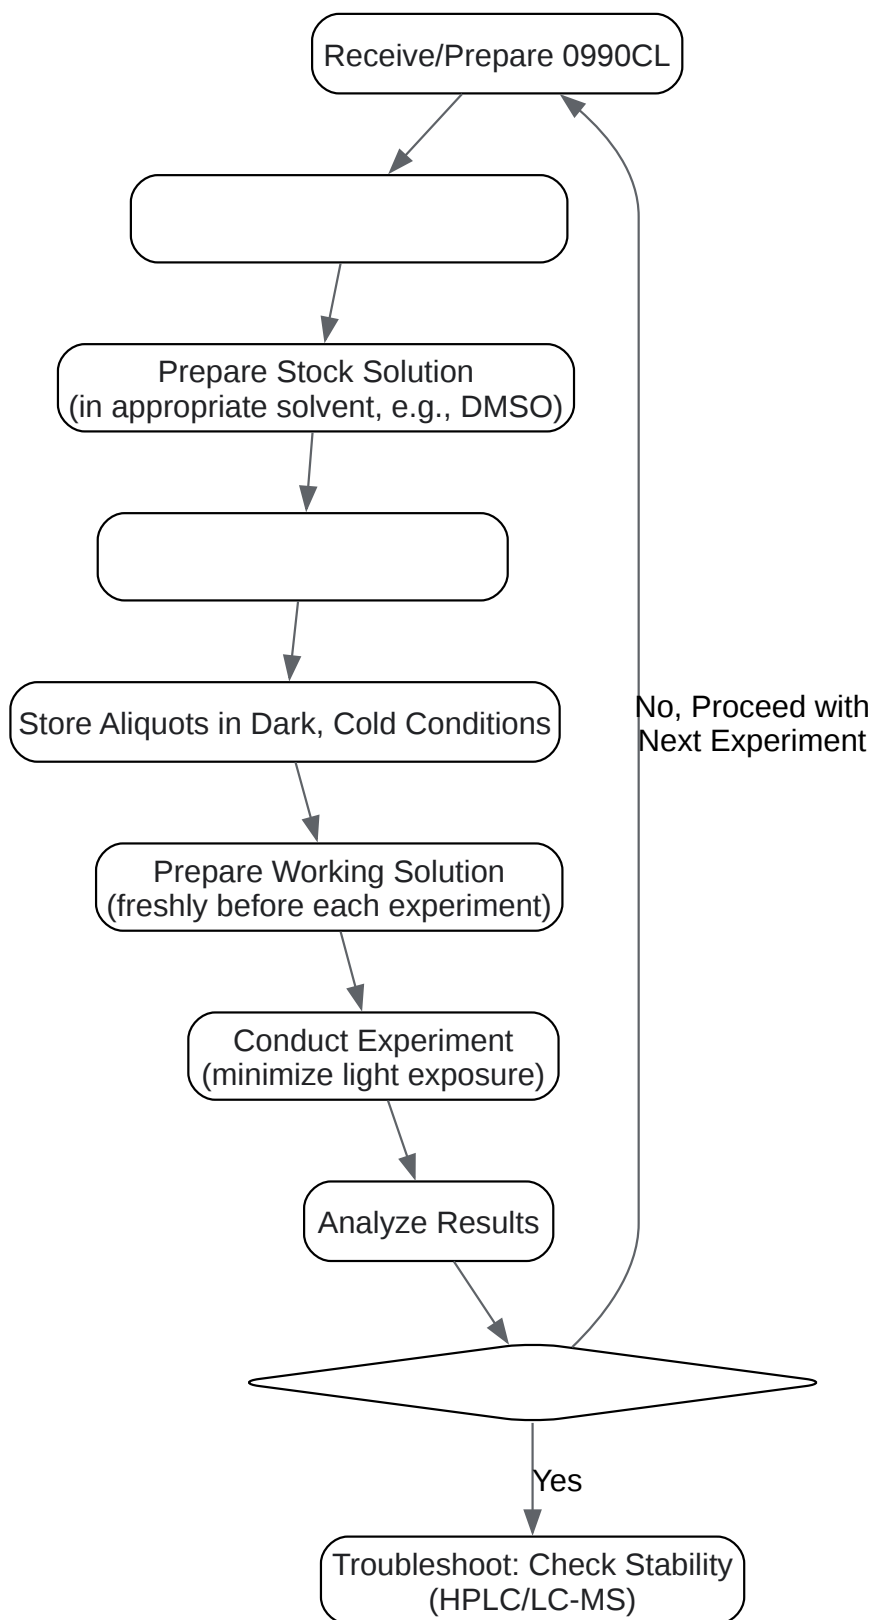 Receive/Prepare 0990CL
Prepare Stock Solution
(in appropriate solvent, e.g., DMSO)
Store Aliquots in Dark, Cold Conditions
No, Proceed with
Next Experiment
Prepare Working Solution
(freshly before each experiment)
Conduct Experiment
(minimize light exposure)
Analyze Results
Yes
Troubleshoot: Check Stability
(HPLC/LC-MS)